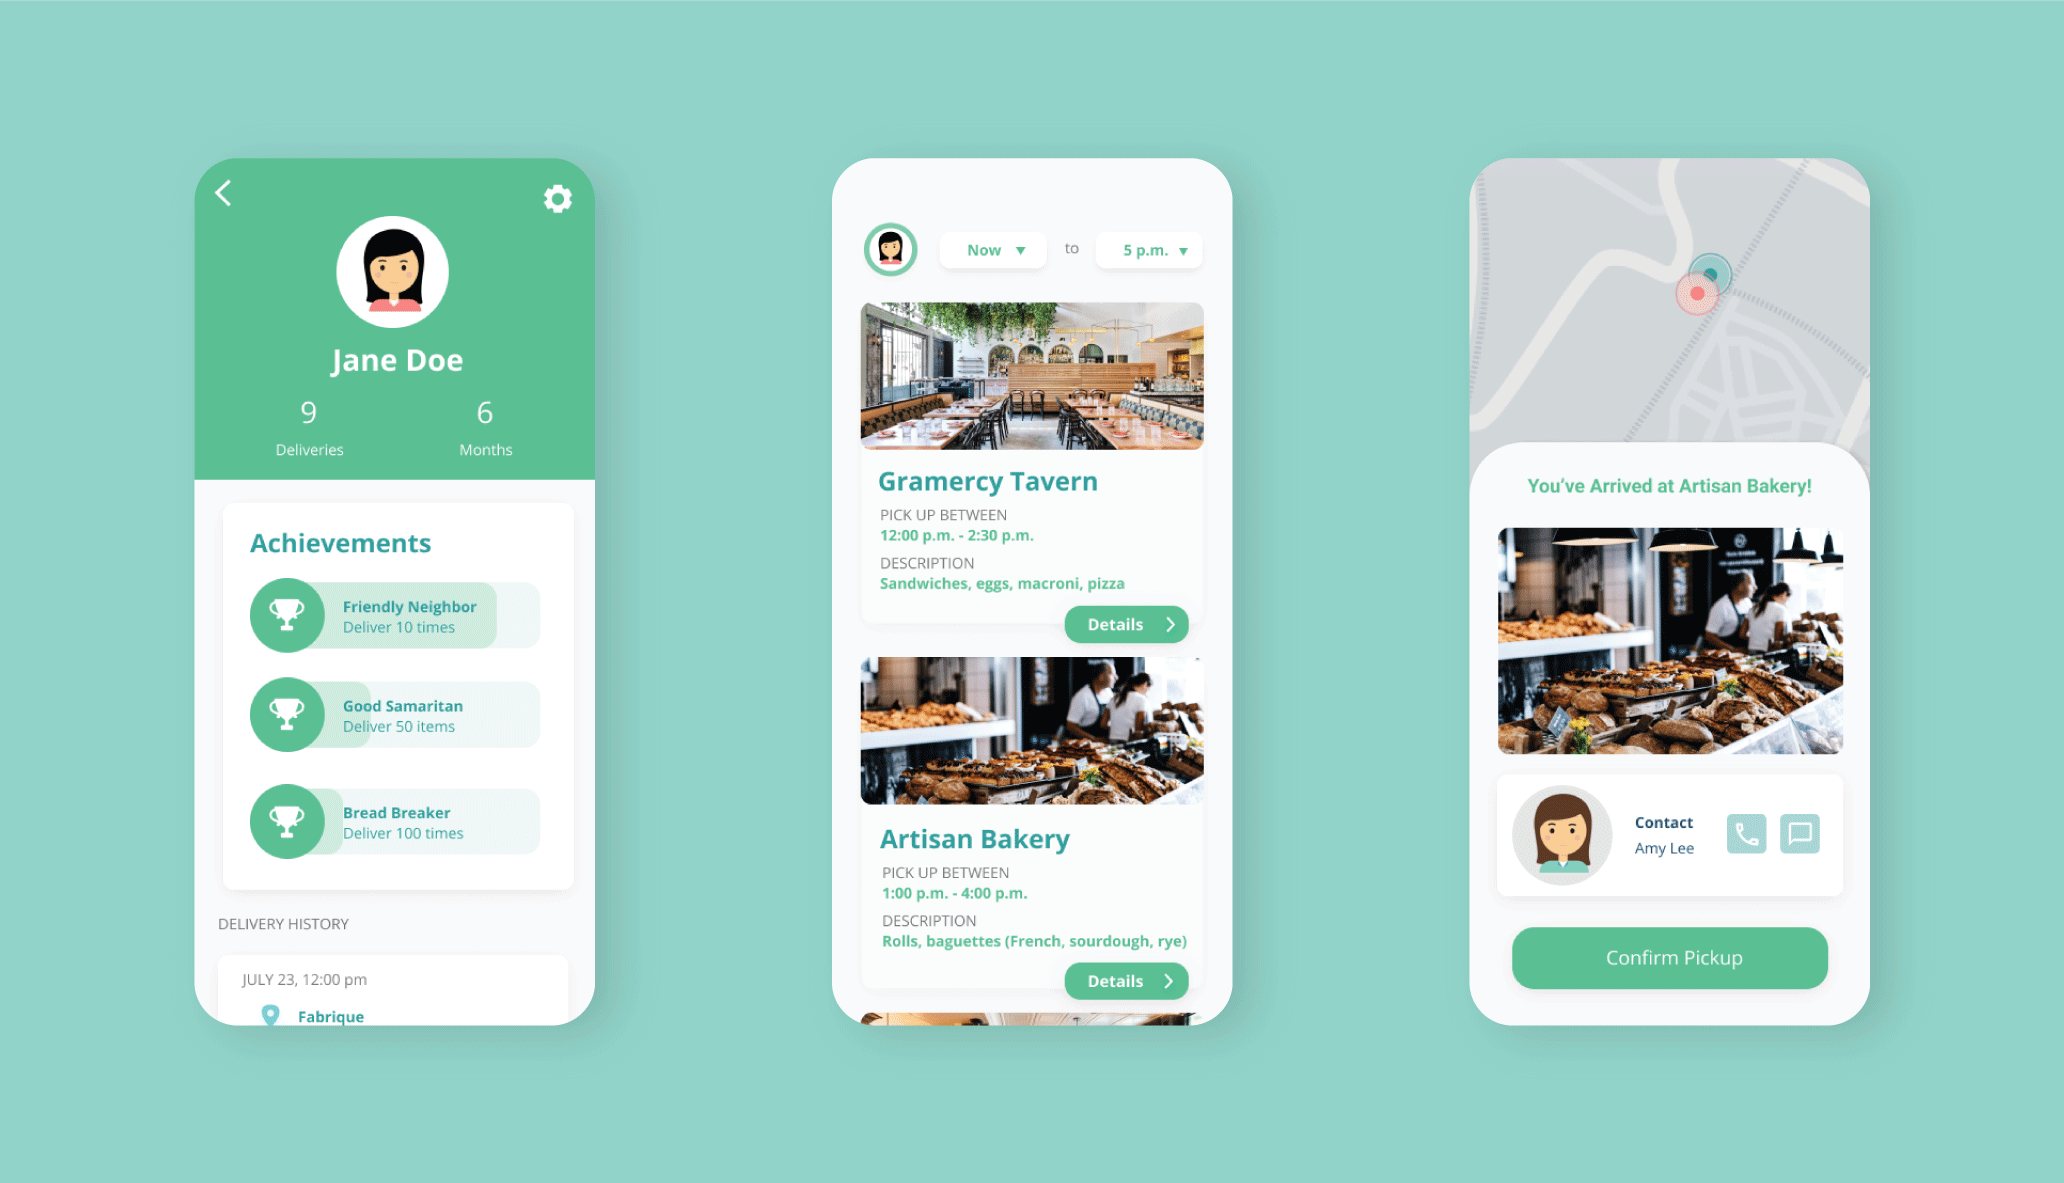 Jane Doe
9
6
Deliveries
Months
Achievements
Friendly Neighbor
Deliver 10 times
Good Samaritan
Deliver 50 items
Bread Breaker
Deliver 100 times
DELIVERY HISTORY
JULY 23, 12:00 pm
Fabrique
Now
to
5 p.m.
Gramercy Tavern
PICK UP BETWEEN
12:00 p.m. - 2:30 p.m.
DESCRIPTION
Sandwiches, eggs, macroni, pizza
Details
Artisan Bakery
PICK UP BETWEEN
1:00 p.m. - 4:00 p.m.
DESCRIPTION
Rolls, baguettes (French, sourdough, rye)
Details
You’ve Arrived at Artisan Bakery!
Contact
Amy Lee
Confirm Pickup